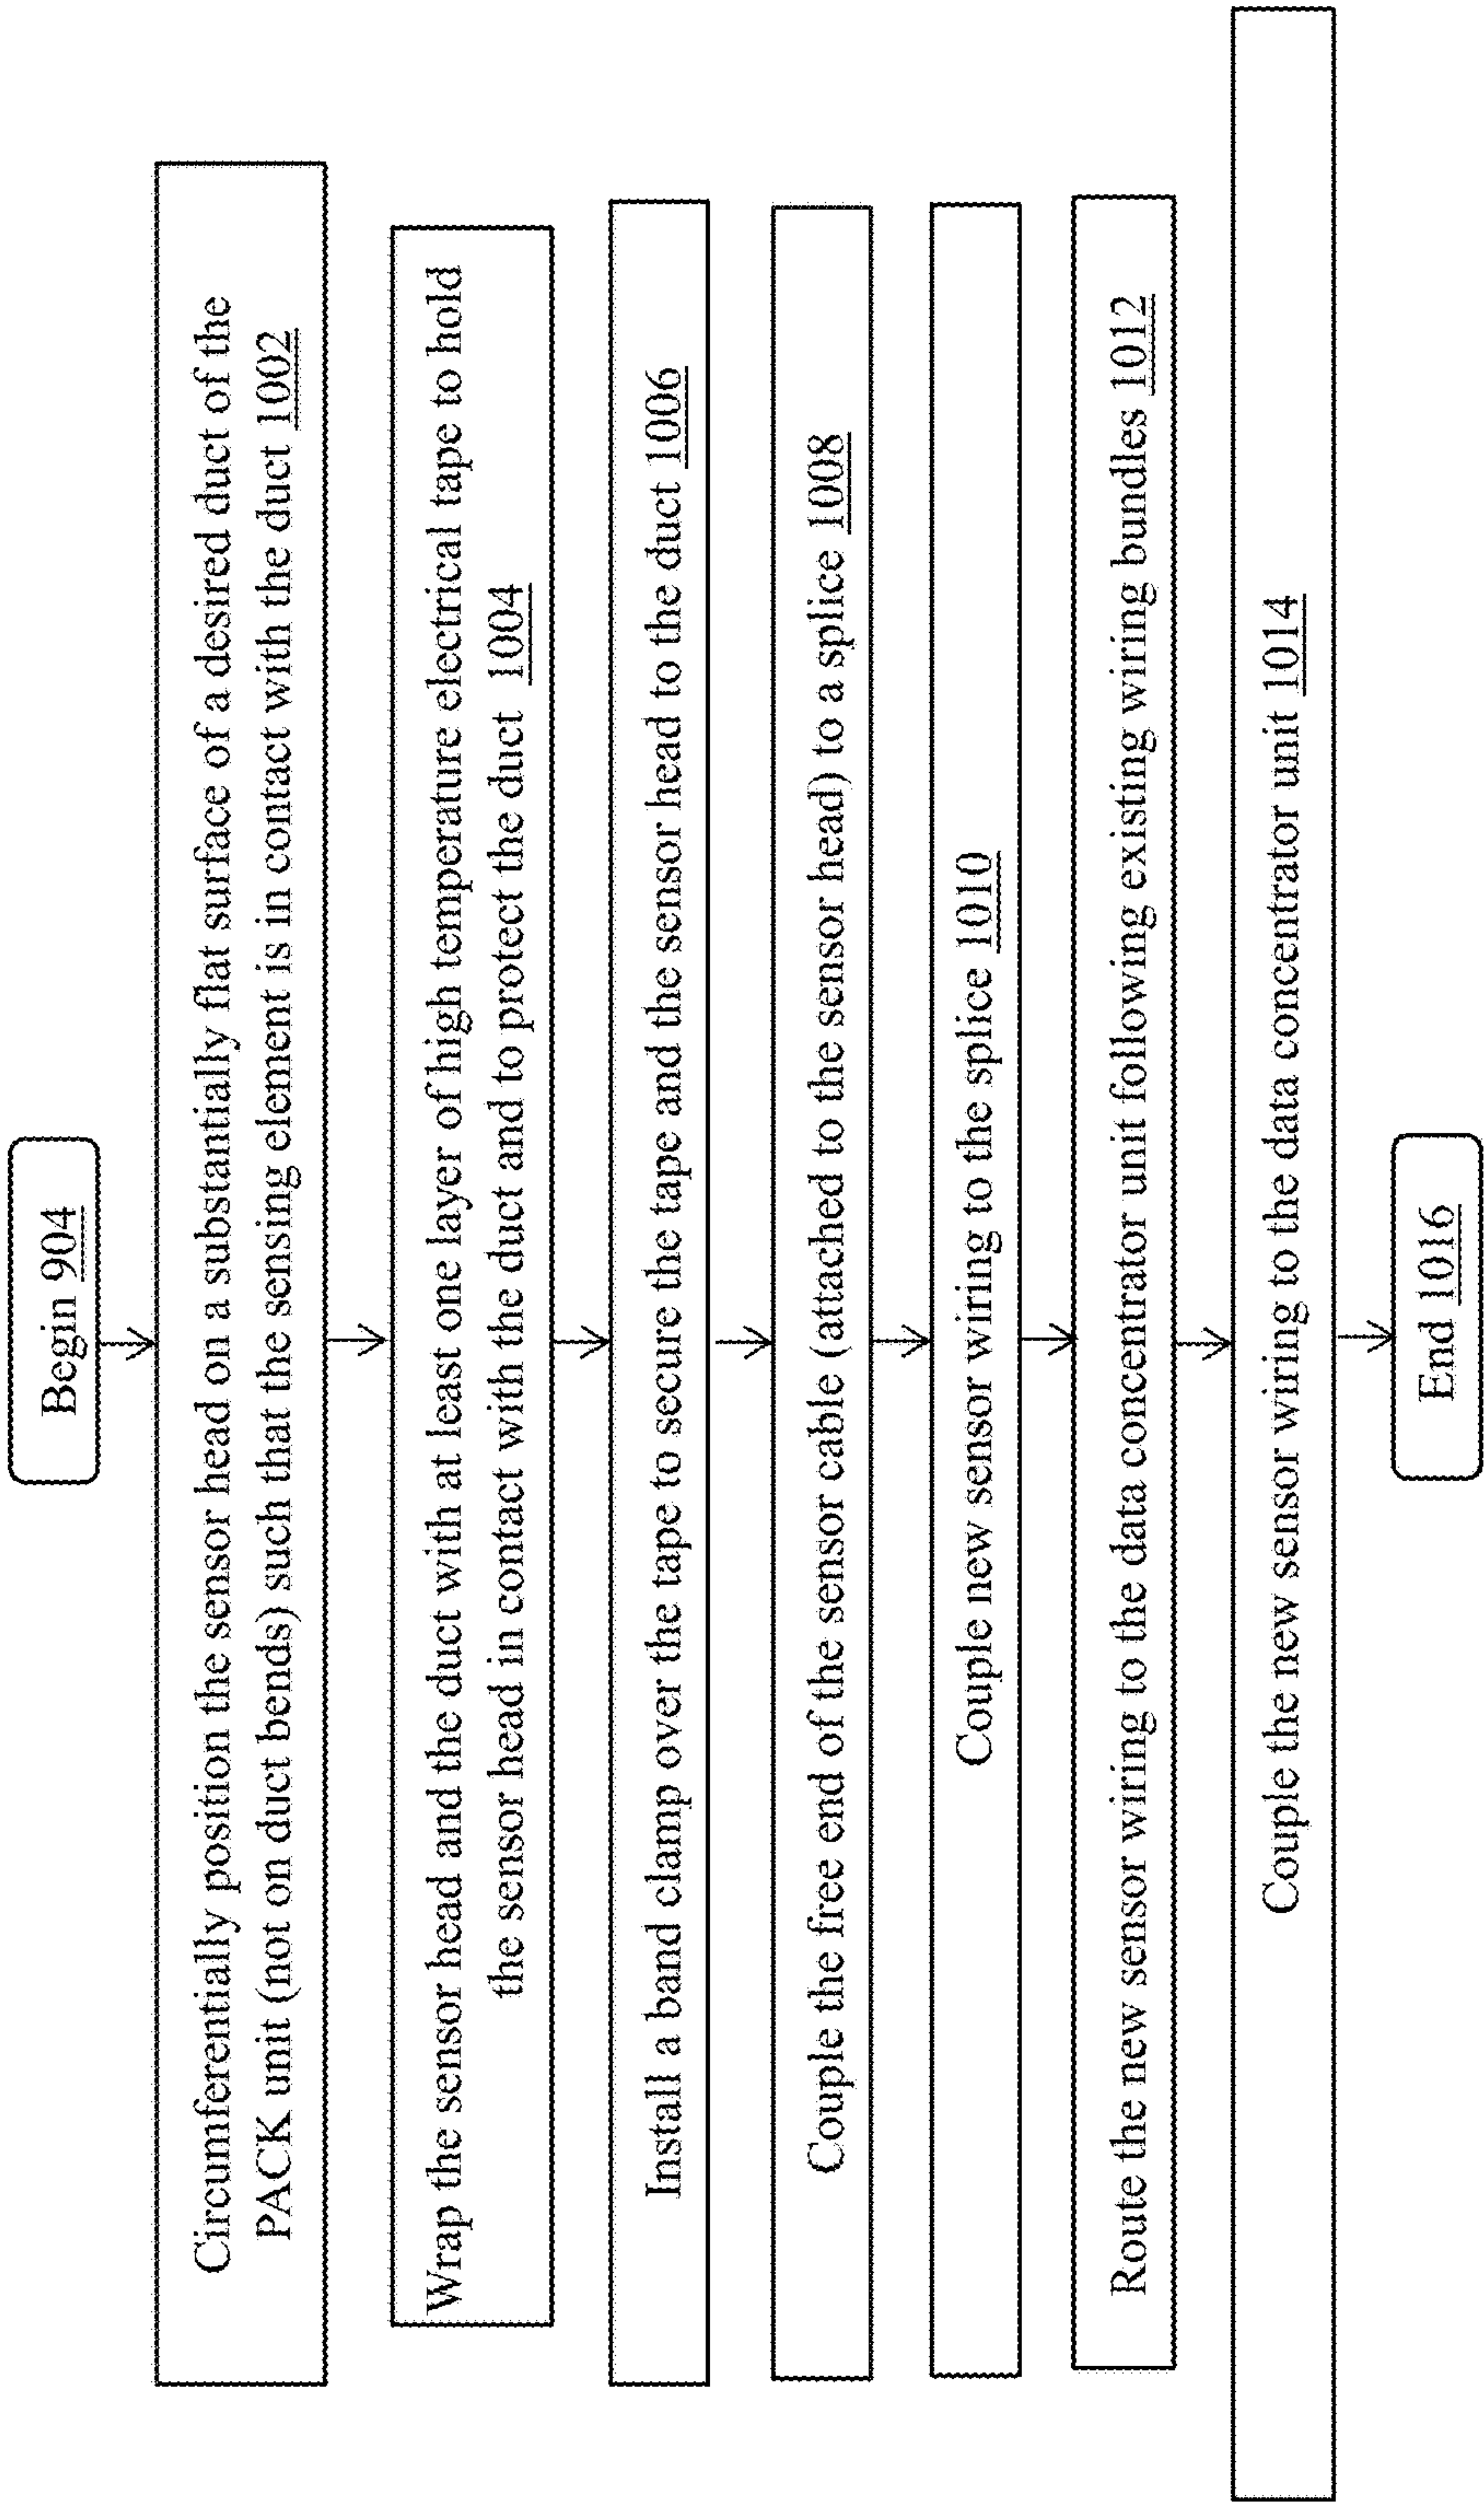 Begin 904
Circumferentially position the sensor head on a substantially flat surface of a desired duct of the
PACK unit (not on duct bends) such that the sensing element is in contact with the duct 1002
Wrap the sensor head and the duct with at least one layer of high temperature electrical tape to hold
the sensor head in contact with the duct and to protect the duct 1004
Install a band clamp over the tape to secure the tape and the sensor head to the duct 1006
Couple the free end of the sensor cable (attached to the sensor head) to a splice 1008
Couple new sensor wiring to the splice 1010
Route the new sensor wiring to the data concentrator unit following existing wiring bundles 1012
Couple the new sensor wiring to the data concentrator unit 1014
End 1016